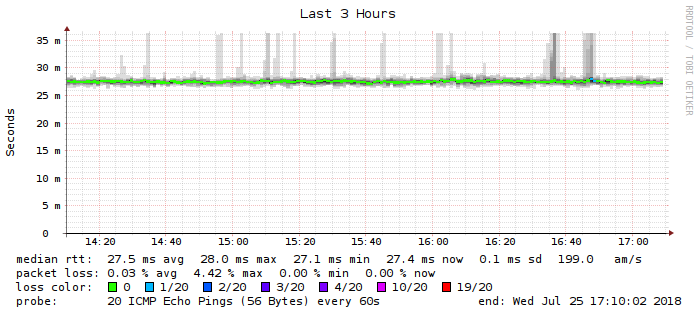 Last 3 Hours
RRDTOOL / TOBI OETIKER
Seconds
35 m
30 m
25 m
20 m
15 m
10 m
5 m
0
14:20 14:40 15:00 15:20 15:40 16:00 16:20 16:40 17:00
median rtt: 27.5 ms avg 28.0 ms max 27.1 ms min 27.4 ms now 0.1 ms sd 199.0 am/s
packet loss: 0.03 % avg 4.42 % max 0.00 % min 0.00 % now
loss color: 0 1/20 2/20 3/20 4/20 10/20 19/20
probe: 20 ICMP Echo Pings (56 Bytes) every 60s end: Wed Jul 25 17:10:02 2018